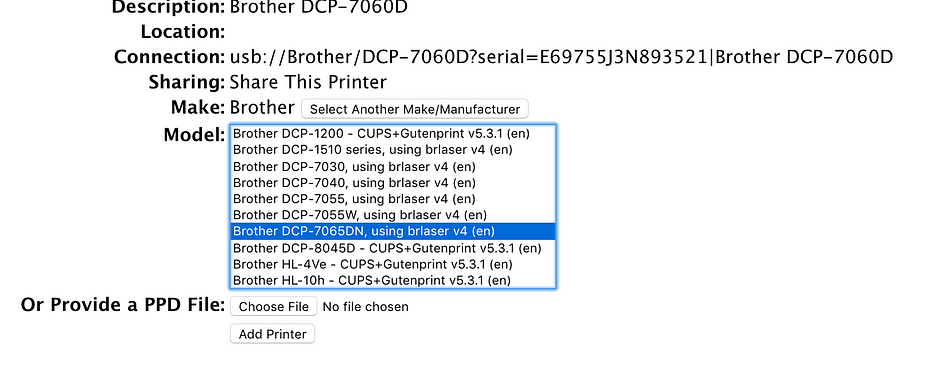 Description: Brother DCP-7060D
Location:
Connection: usb://Brother/DCP-7060D?serial=E69755J3N893521|Brother DCP-7060D
Sharing: Share This Printer
Make: Brother Select Another Make/Manufacturer
Model:
Brother DCP-1200 - CUPS+Gutenprint v5.3.1 (en)
Brother DCP-1510 series, using brlaser v4 (en)
Brother DCP-7030, using brlaser v4 (en)
Brother DCP-7040, using brlaser v4 (en)
Brother DCP-7055, using brlaser v4 (en)
Brother DCP-7055W, using brlaser v4 (en)
Brother DCP-7065DN, using brlaser v4 (en)
Brother DCP-8045D - CUPS+Gutenprint v5.3.1 (en)
Brother HL-4Ve - CUPS+Gutenprint v5.3.1 (en)
Brother HL-10h - CUPS+Gutenprint v5.3.1 (en)
Or Provide a PPD File: Choose File No file chosen
Add Printer